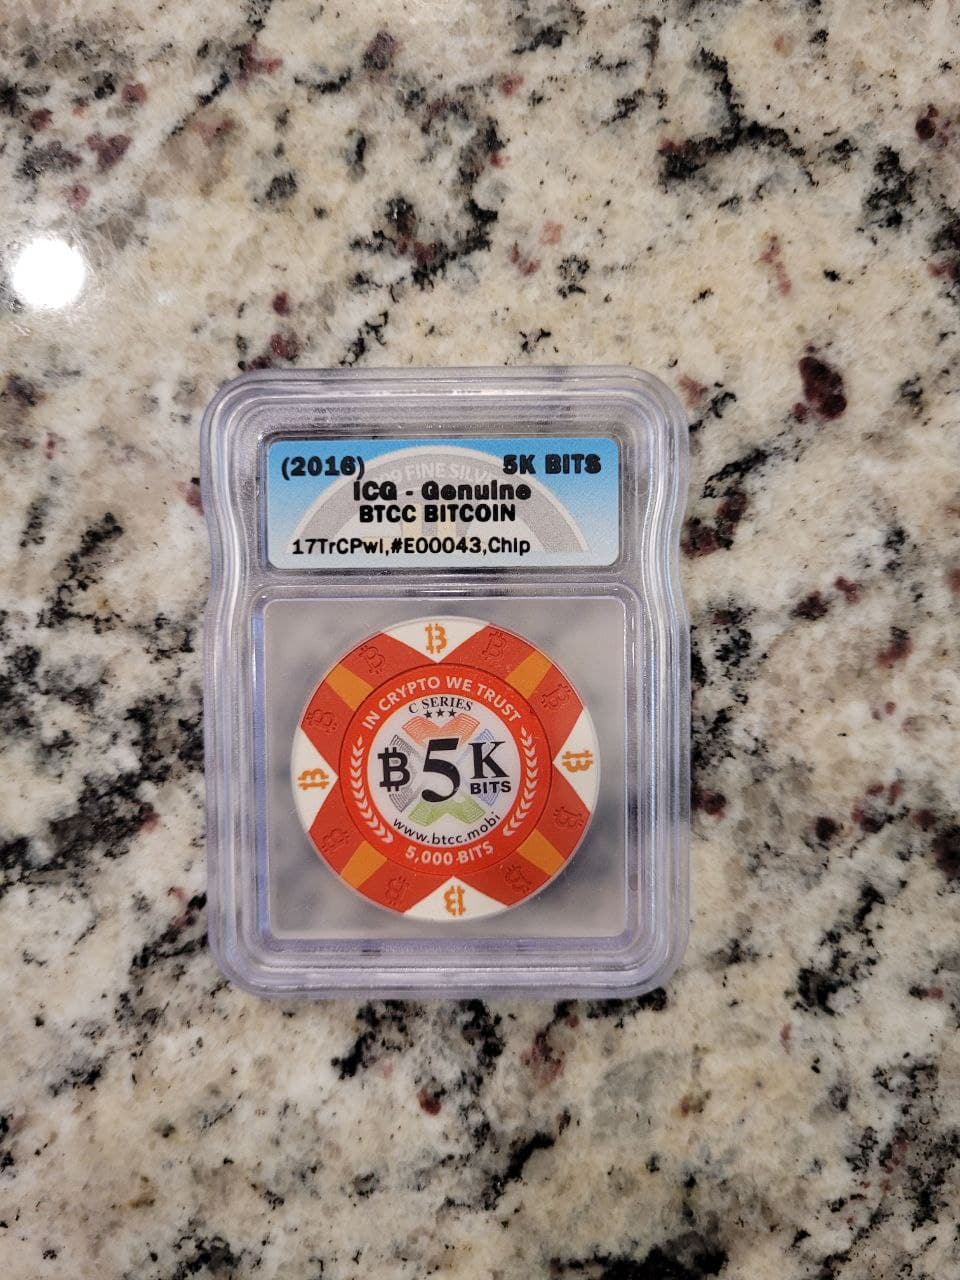 (2016) 5K BITS
ICG - Genuine
BTCC BITCOIN
17TrCPwi,#E00043,Chip
IN CRYPTO WE TRUST
C SERIES
₿5K
BITS
www.btcc.mobi
5,000 BITS